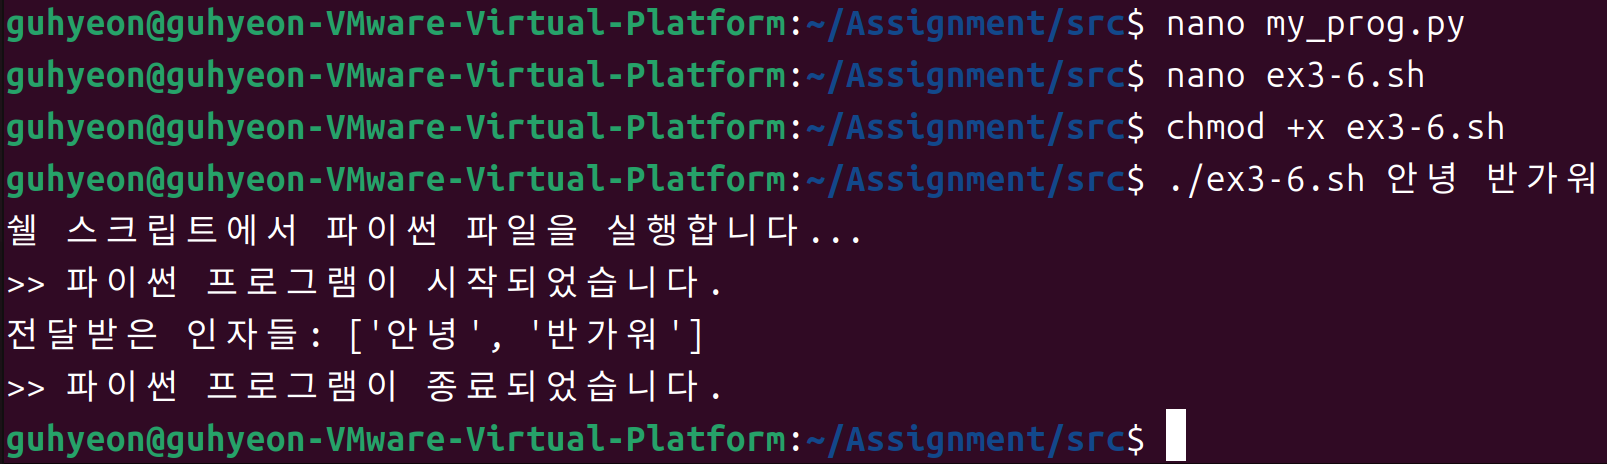 guhyeon@guhyeon-VMware-Virtual-Platform:~/Assignment/src$ nano my_prog.py
guhyeon@guhyeon-VMware-Virtual-Platform:~/Assignment/src$ nano ex3-6.sh
guhyeon@guhyeon-VMware-Virtual-Platform:~/Assignment/src$ chmod +x ex3-6.sh
guhyeon@guhyeon-VMware-Virtual-Platform:~/Assignment/src$ ./ex3-6.sh 안녕 반가워
쉘 스크립트에서 파이썬 파일을 실행합니다...
>> 파이썬 프로그램이 시작되었습니다.
전달받은 인자들: ['안녕', '반가워']
>> 파이썬 프로그램이 종료되었습니다.
guhyeon@guhyeon-VMware-Virtual-Platform:~/Assignment/src$